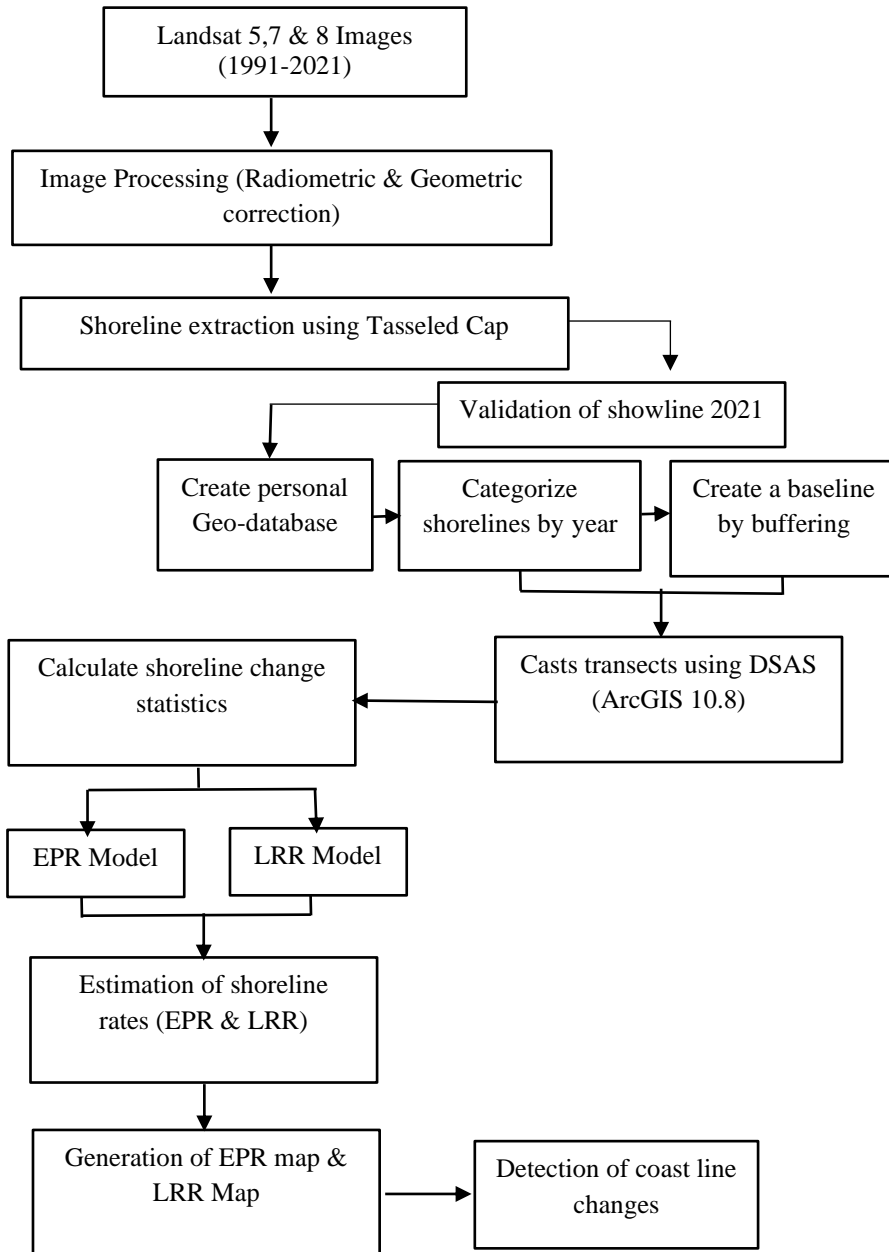 Landsat 5,7 & 8 Images
(1991-2021)
Image Processing (Radiometric & Geometric
correction)
Shoreline extraction using Tasseled Cap
Validation of showline 2021
Create personal
Geo-database
Categorize
shorelines by year
Create a baseline
by buffering
Calculate shoreline change
statistics
Casts transects using DSAS
(ArcGIS 10.8)
EPR Model
LRR Model
Estimation of shoreline
rates (EPR & LRR)
Generation of EPR map &
LRR Map
Detection of coast line
changes